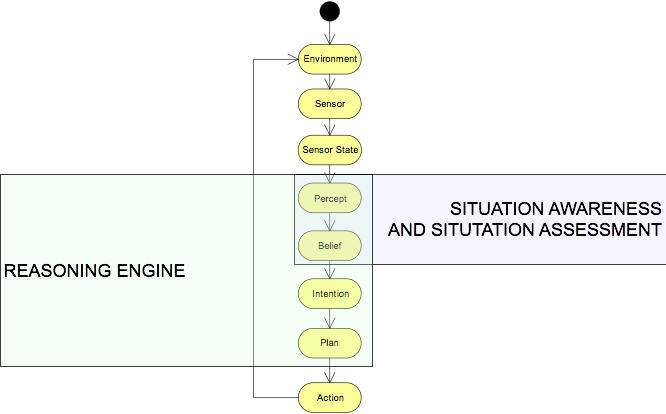 Environment
Sensor
Sensor State
Percept
SITUATION AWARENESS
AND SITUTATION ASSESSMENT
Belief
REASONING ENGINE
Intention
Plan
Action